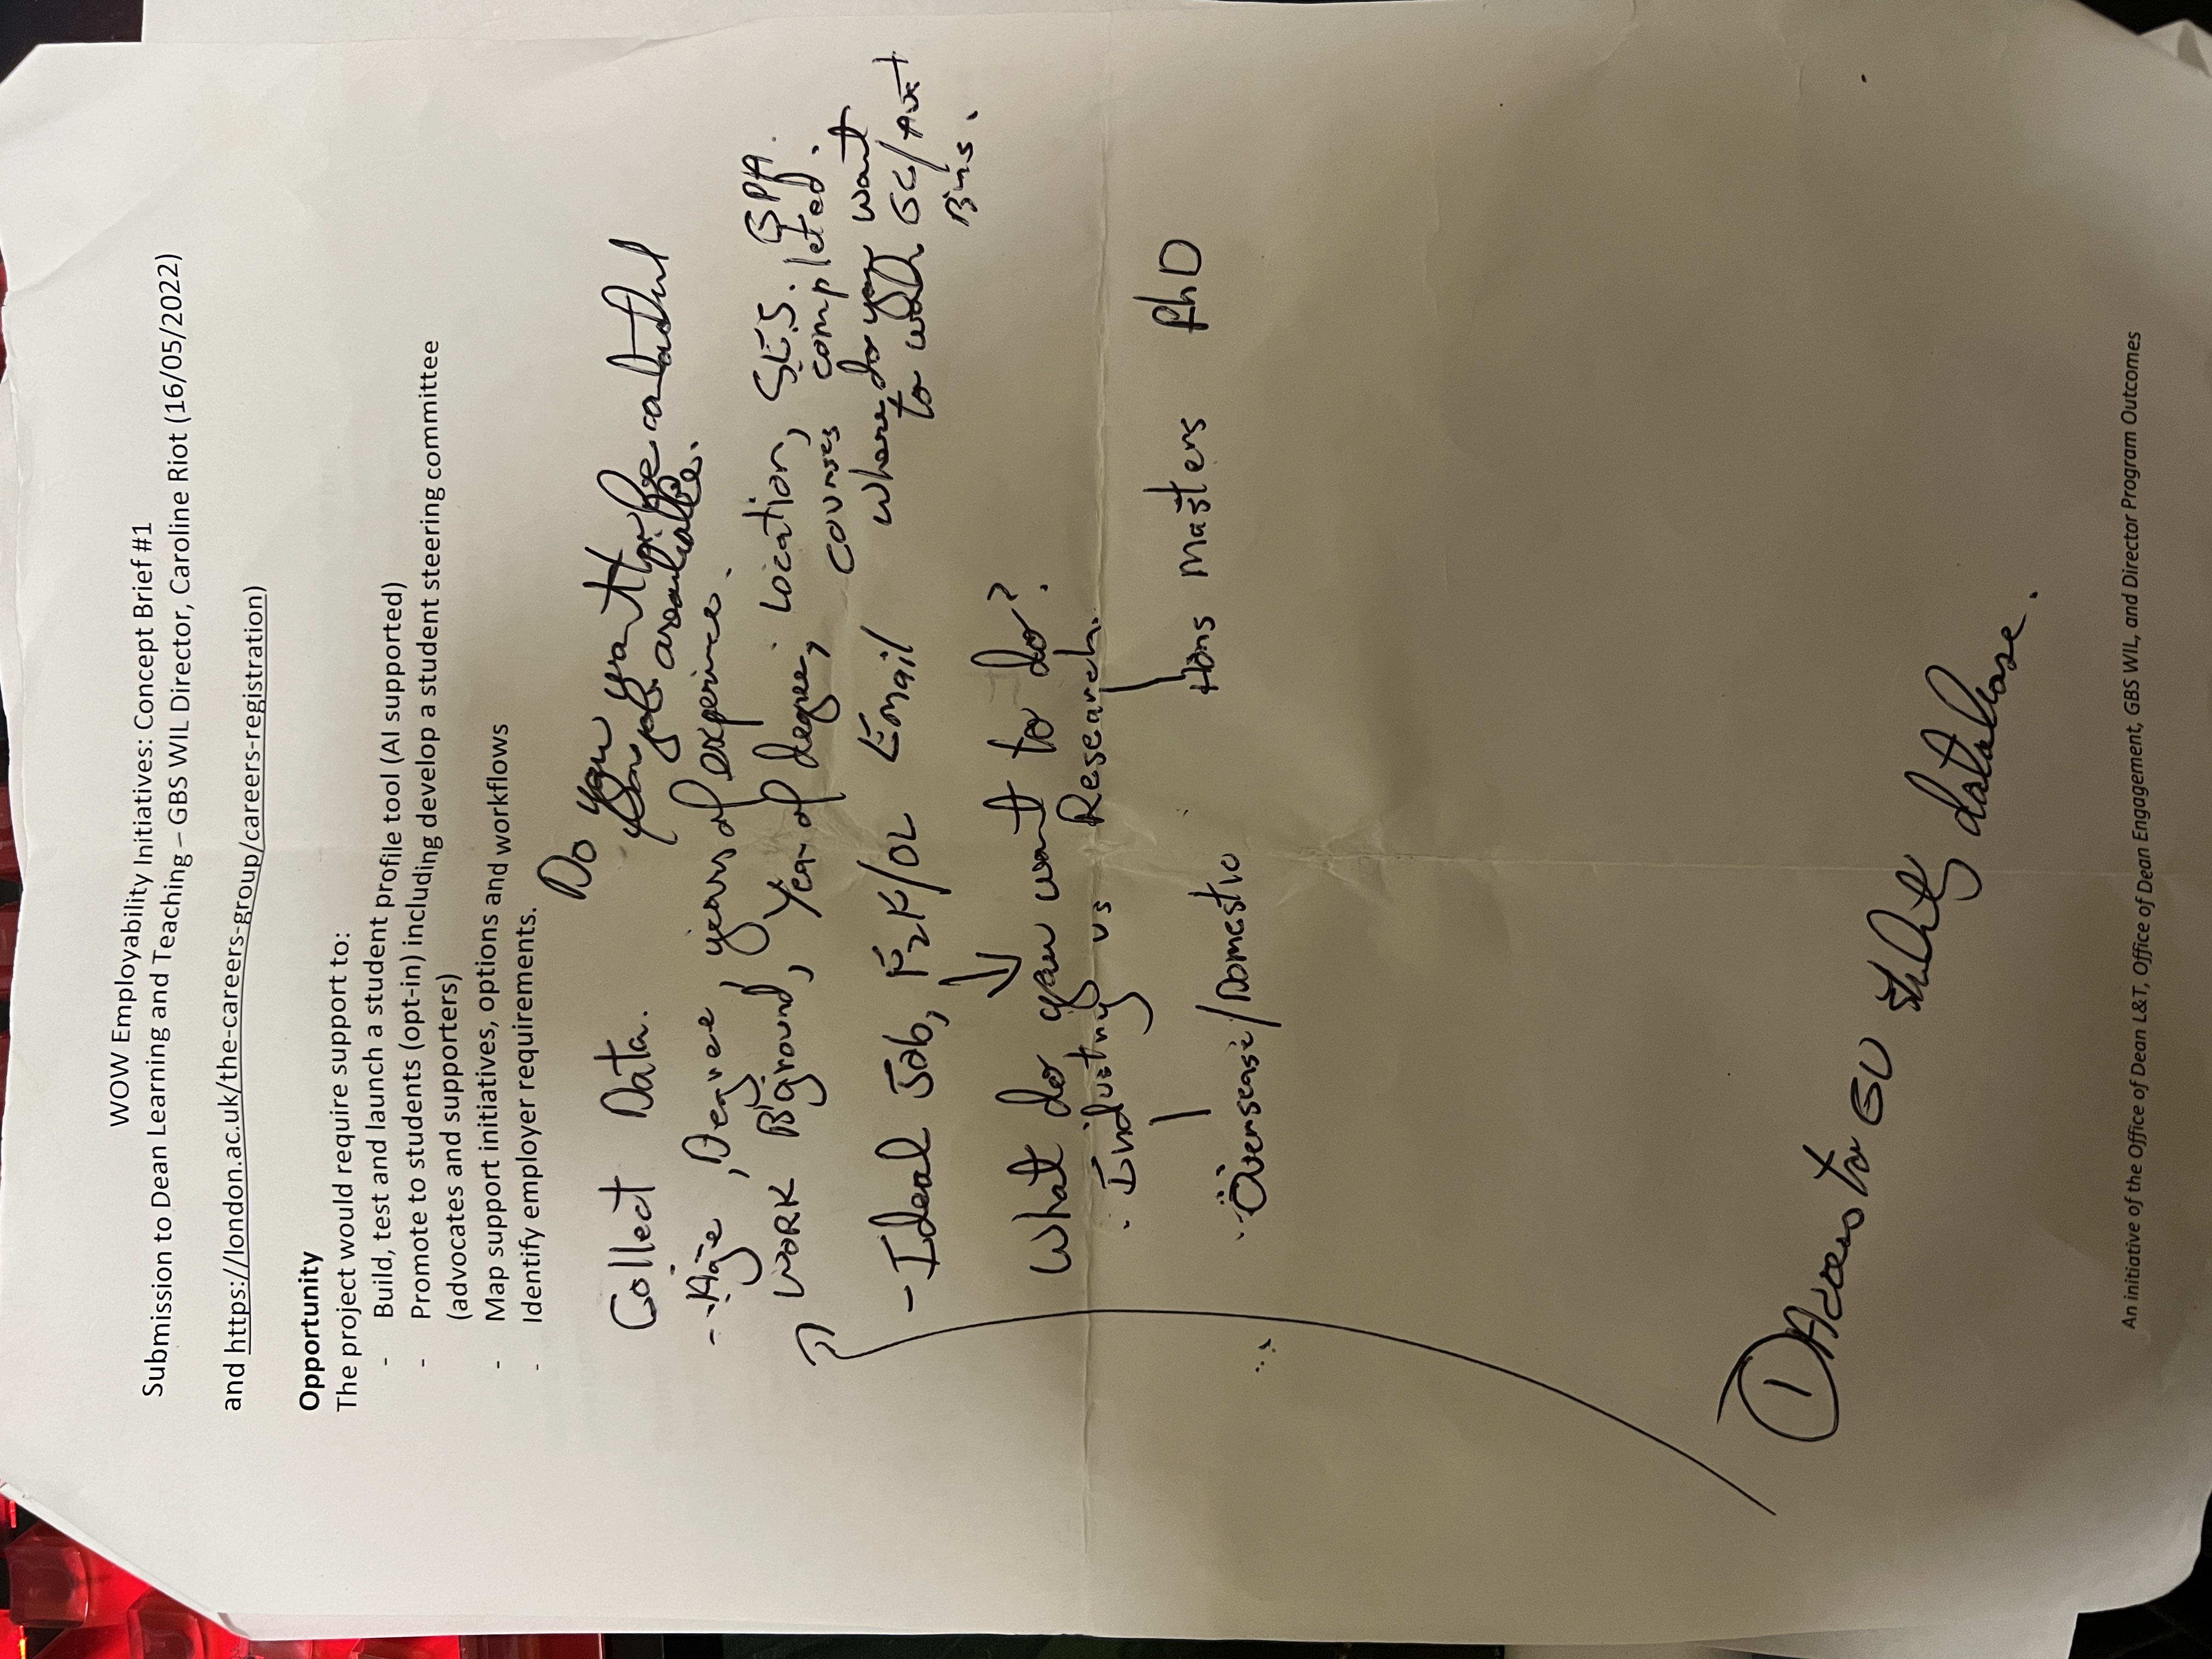 WOW Employability Initiatives: Concept Brief #1
Submission to Dean Learning and Teaching – GBS WIL Director, Caroline Riot (16/05/2022)
and https://london.ac.uk/the-careers-group/careers-registration)
Opportunity
The project would require support to:
- Build, test and launch a student profile tool (AI supported)
- Promote to students (opt-in) including develop a student steering committee
(advocates and supporters)
- Map support initiatives, options and workflows
- Identify employer requirements.
Do you want to be contacted
for job
Collect Data.
- Age, Degree, years of
Work B'ground, Year of degree, Location, S.E.S. GPA.
courses completed.
- Ideal Job, F2F/OL Email
where do you want
to work GC/Aust
Bris.
What do you want to do?
Industry vs Research.
Hons Masters PhD
Overseas/Domestic
1 Access to GU database.
An initiative of the Office of Dean L&T, Office of Dean Engagement, GBS WIL, and Director Program Outcomes